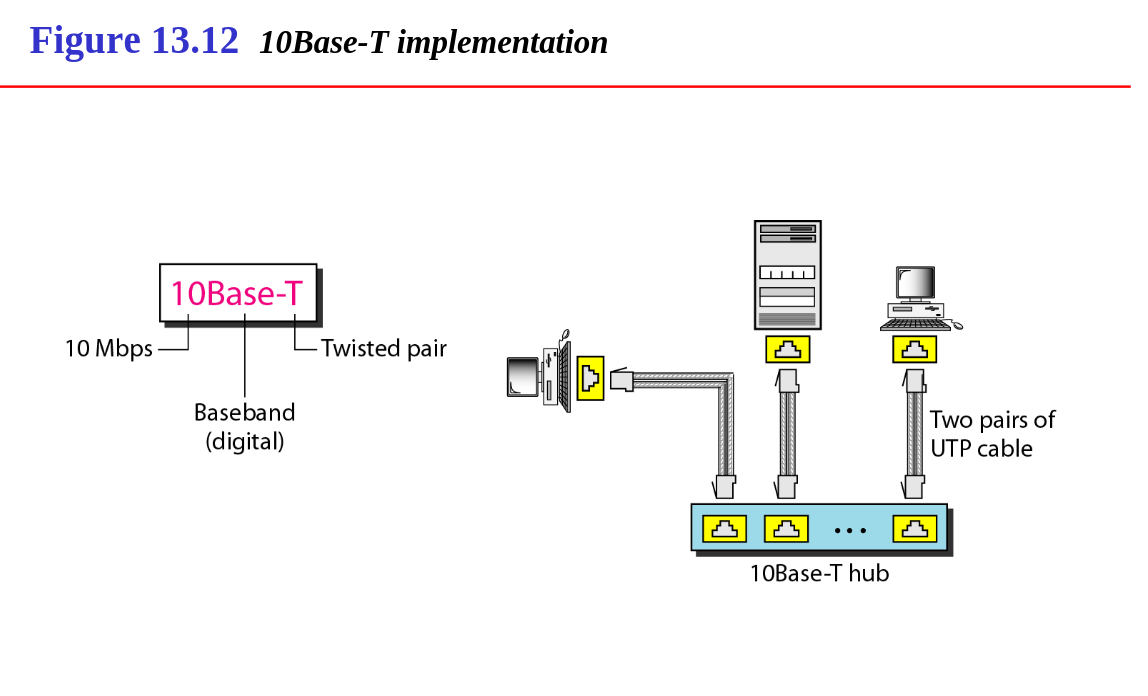 Figure 13.12 10Base-T implementation
10Base-T
10 Mbps
Twisted pair
Baseband
(digital)
Two pairs of
UTP cable
10Base-T hub